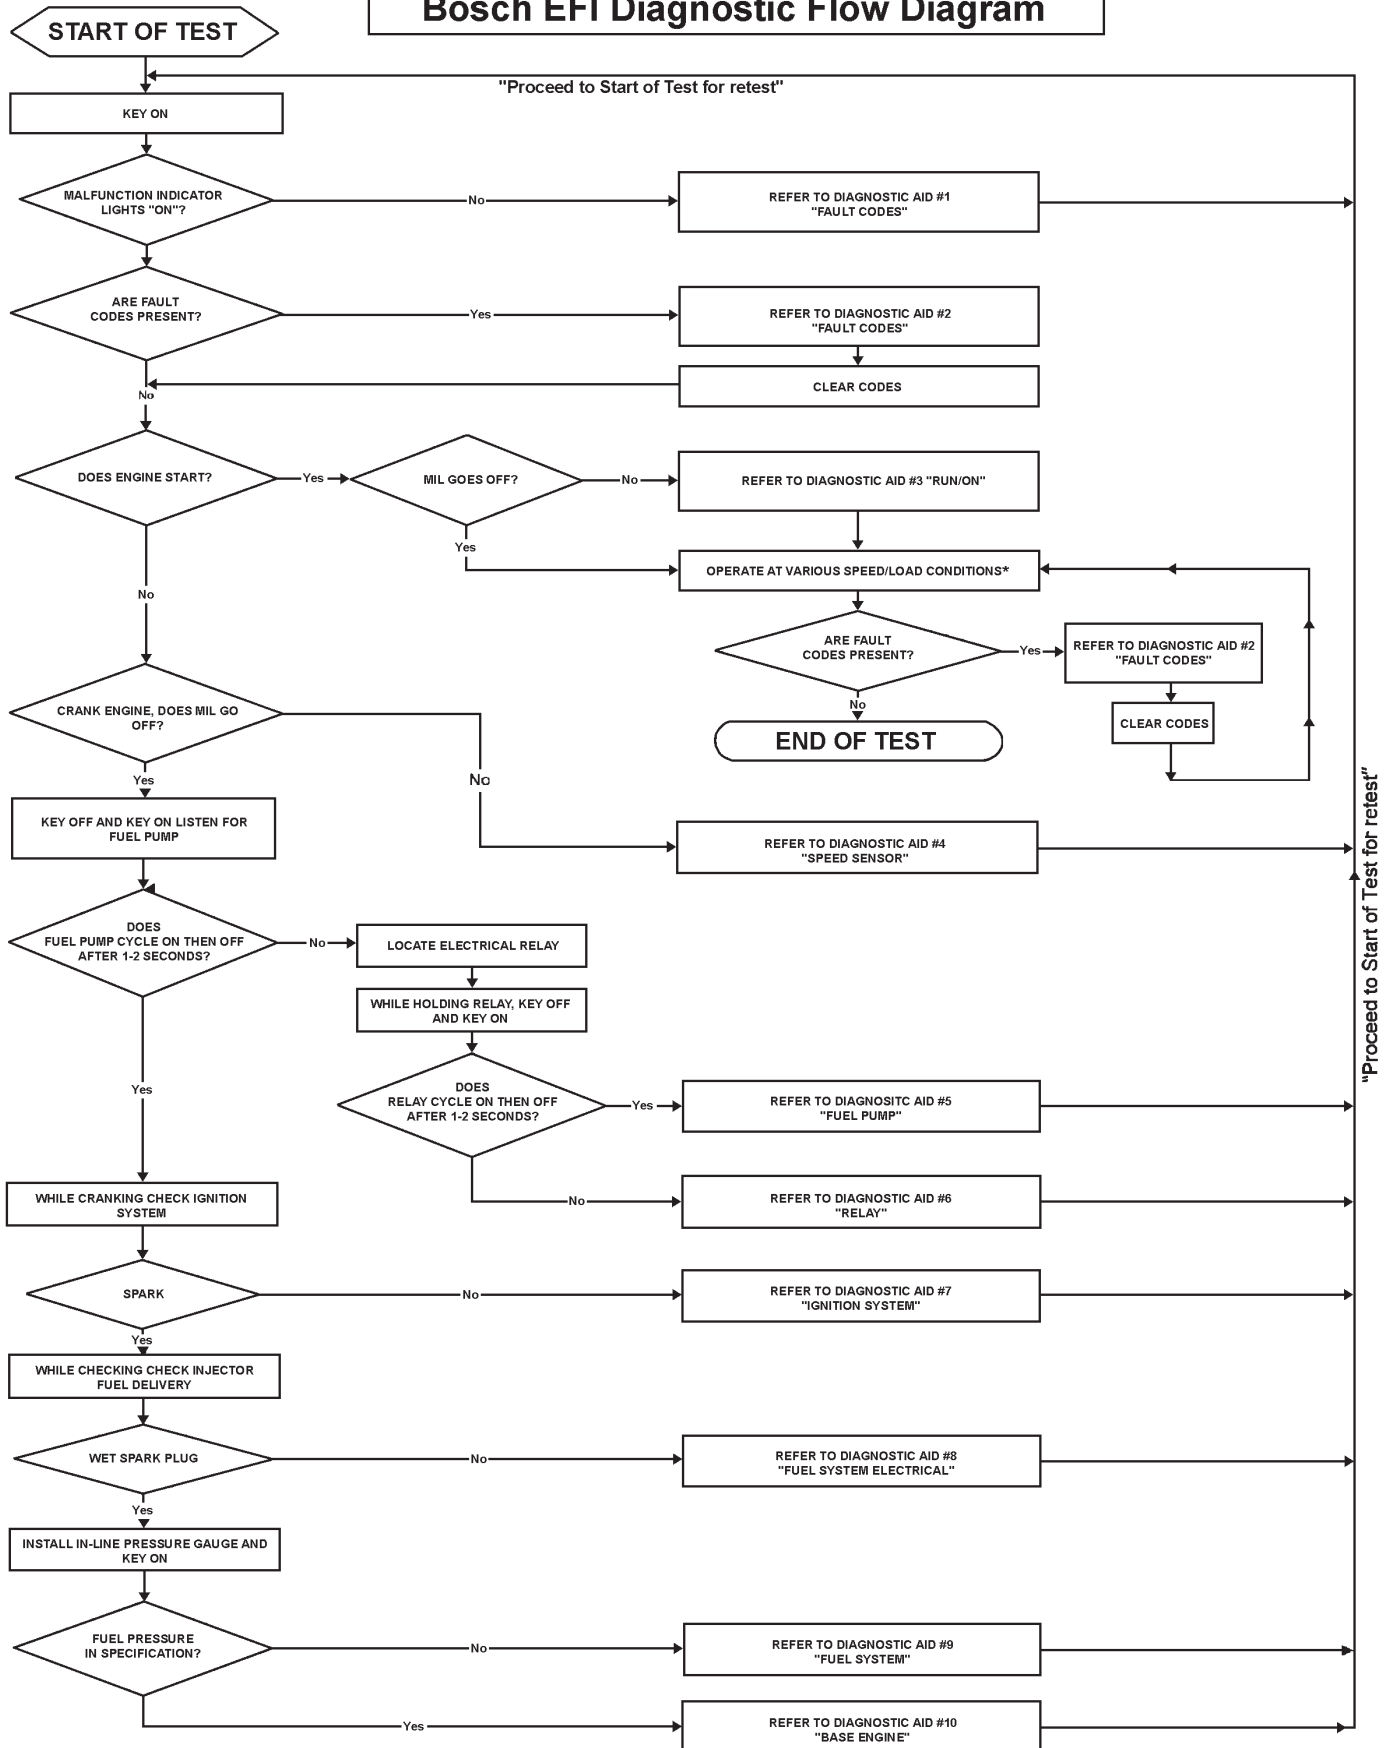 Bosch EFI Diagnostic Flow Diagram
START OF TEST
"Proceed to Start of Test for retest"
KEY ON
MALFUNCTION INDICATOR
LIGHTS "ON"?
No
REFER TO DIAGNOSTIC AID #1
"FAULT CODES"
ARE FAULT
CODES PRESENT?
Yes
REFER TO DIAGNOSTIC AID #2
"FAULT CODES"
CLEAR CODES
No
DOES ENGINE START?
Yes
MIL GOES OFF?
No
REFER TO DIAGNOSTIC AID #3 "RUN/ON"
Yes
OPERATE AT VARIOUS SPEED/LOAD CONDITIONS*
No
ARE FAULT
CODES PRESENT?
Yes
REFER TO DIAGNOSTIC AID #2
"FAULT CODES"
No
CLEAR CODES
END OF TEST
CRANK ENGINE, DOES MIL GO
OFF?
No
Yes
KEY OFF AND KEY ON LISTEN FOR
FUEL PUMP
REFER TO DIAGNOSTIC AID #4
"SPEED SENSOR"
"Proceed to Start of Test for retest"
DOES
FUEL PUMP CYCLE ON THEN OFF
AFTER 1-2 SECONDS?
No
LOCATE ELECTRICAL RELAY
WHILE HOLDING RELAY, KEY OFF
AND KEY ON
DOES
RELAY CYCLE ON THEN OFF
AFTER 1-2 SECONDS?
Yes
REFER TO DIAGNOSITC AID #5
"FUEL PUMP"
Yes
No
REFER TO DIAGNOSTIC AID #6
"RELAY"
WHILE CRANKING CHECK IGNITION
SYSTEM
SPARK
No
REFER TO DIAGNOSTIC AID #7
"IGNITION SYSTEM"
Yes
WHILE CHECKING CHECK INJECTOR
FUEL DELIVERY
WET SPARK PLUG
No
REFER TO DIAGNOSTIC AID #8
"FUEL SYSTEM ELECTRICAL"
Yes
INSTALL IN-LINE PRESSURE GAUGE AND
KEY ON
FUEL PRESSURE
IN SPECIFICATION?
No
REFER TO DIAGNOSTIC AID #9
"FUEL SYSTEM"
Yes
REFER TO DIAGNOSTIC AID #10
"BASE ENGINE"